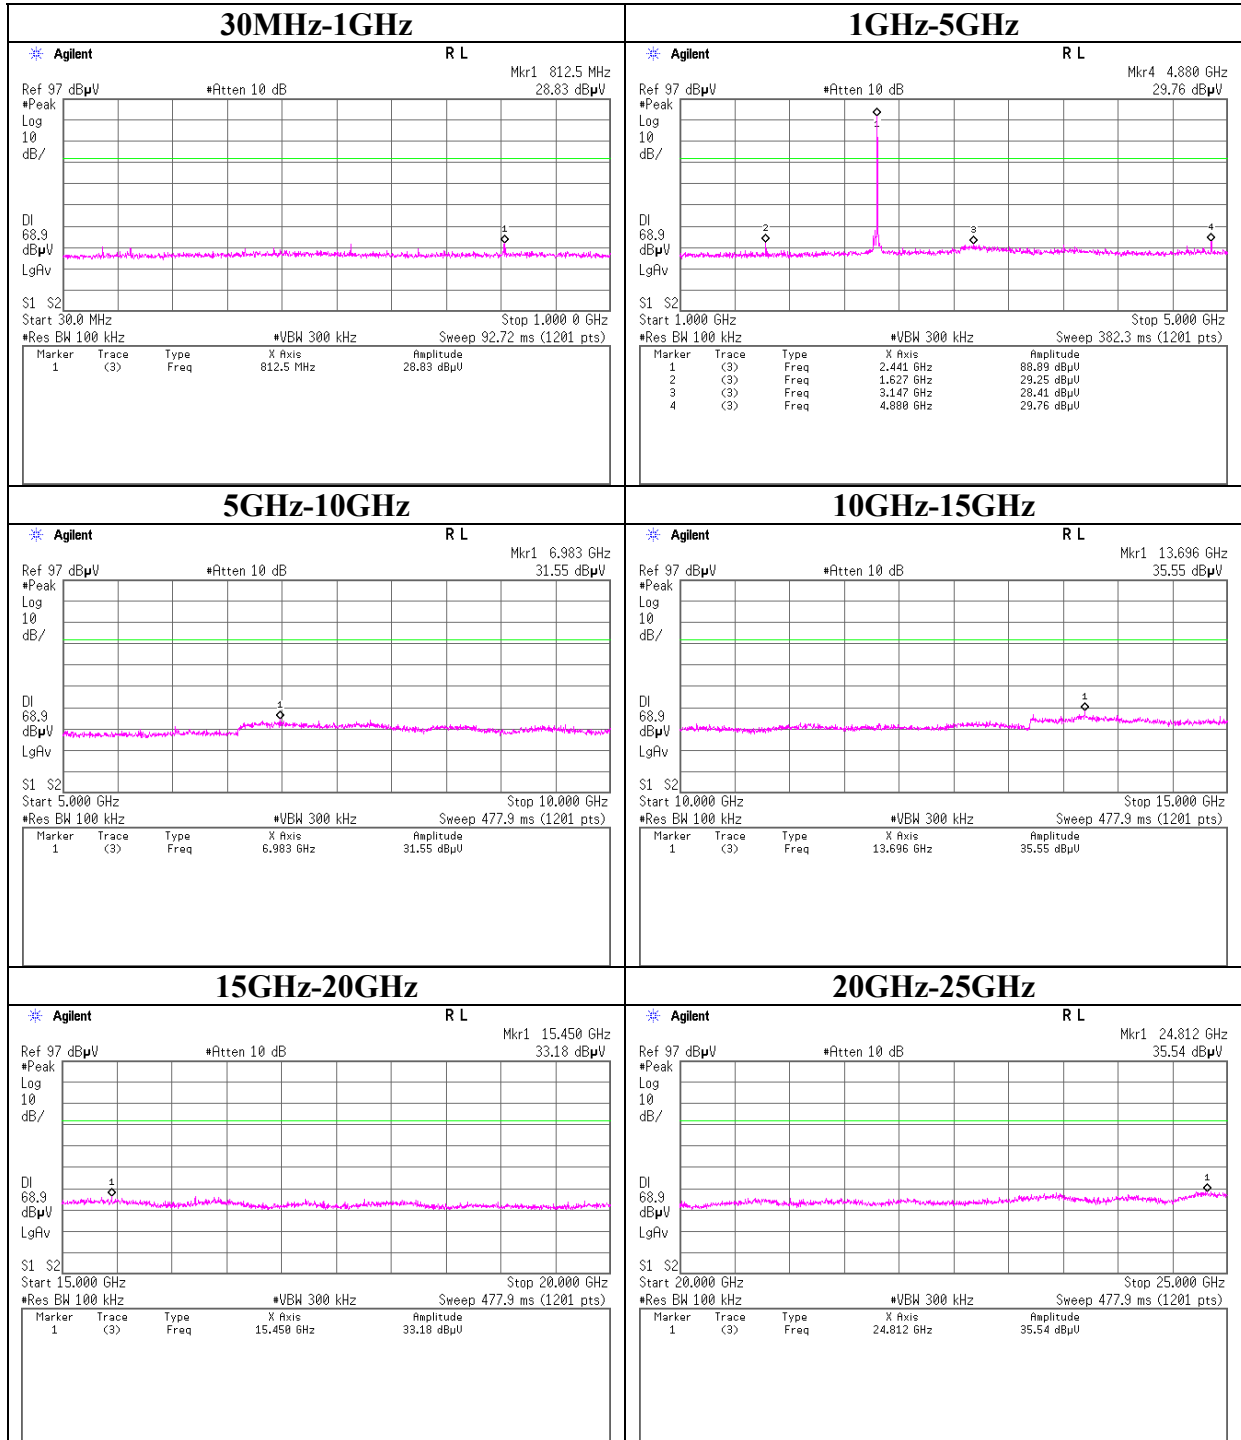 30MHz-1GHz
Agilent R L
Mkr1 812.5 MHz
Ref 97 dBµV #Atten 10 dB 28.83 dBµV
#Peak
Log
10
dB/
1
DI
68.9
dBµV
LgAv
S1 S2
Start 30.0 MHz Stop 1.000 0 GHz
#Res BW 100 kHz #VBW 300 kHz Sweep 92.72 ms (1201 pts)
Marker Trace Type X Axis Amplitude
1 (3) Freq 812.5 MHz 28.83 dBµV
1GHz-5GHz
Agilent R L
Mkr4 4.880 GHz
Ref 97 dBµV #Atten 10 dB 29.76 dBµV
#Peak
Log
10
dB/
1
2 3 4
DI
68.9
dBµV
LgAv
S1 S2
Start 1.000 GHz Stop 5.000 GHz
#Res BW 100 kHz #VBW 300 kHz Sweep 382.3 ms (1201 pts)
Marker Trace Type X Axis Amplitude
1 (3) Freq 2.441 GHz 88.89 dBµV
2 (3) Freq 1.627 GHz 29.25 dBµV
3 (3) Freq 3.147 GHz 28.41 dBµV
4 (3) Freq 4.880 GHz 29.76 dBµV
5GHz-10GHz
Agilent R L
Mkr1 6.983 GHz
Ref 97 dBµV #Atten 10 dB 31.55 dBµV
#Peak
Log
10
dB/
1
DI
68.9
dBµV
LgAv
S1 S2
Start 5.000 GHz Stop 10.000 GHz
#Res BW 100 kHz #VBW 300 kHz Sweep 477.9 ms (1201 pts)
Marker Trace Type X Axis Amplitude
1 (3) Freq 6.983 GHz 31.55 dBµV
10GHz-15GHz
Agilent R L
Mkr1 13.696 GHz
Ref 97 dBµV #Atten 10 dB 35.55 dBµV
#Peak
Log
10
dB/
1
DI
68.9
dBµV
LgAv
S1 S2
Start 10.000 GHz Stop 15.000 GHz
#Res BW 100 kHz #VBW 300 kHz Sweep 477.9 ms (1201 pts)
Marker Trace Type X Axis Amplitude
1 (3) Freq 13.696 GHz 35.55 dBµV
15GHz-20GHz
Agilent R L
Mkr1 15.450 GHz
Ref 97 dBµV #Atten 10 dB 33.18 dBµV
#Peak
Log
10
dB/
1
DI
68.9
dBµV
LgAv
S1 S2
Start 15.000 GHz Stop 20.000 GHz
#Res BW 100 kHz #VBW 300 kHz Sweep 477.9 ms (1201 pts)
Marker Trace Type X Axis Amplitude
1 (3) Freq 15.450 GHz 33.18 dBµV
20GHz-25GHz
Agilent R L
Mkr1 24.812 GHz
Ref 97 dBµV #Atten 10 dB 35.54 dBµV
#Peak
Log
10
dB/
1
DI
68.9
dBµV
LgAv
S1 S2
Start 20.000 GHz Stop 25.000 GHz
#Res BW 100 kHz #VBW 300 kHz Sweep 477.9 ms (1201 pts)
Marker Trace Type X Axis Amplitude
1 (3) Freq 24.812 GHz 35.54 dBµV